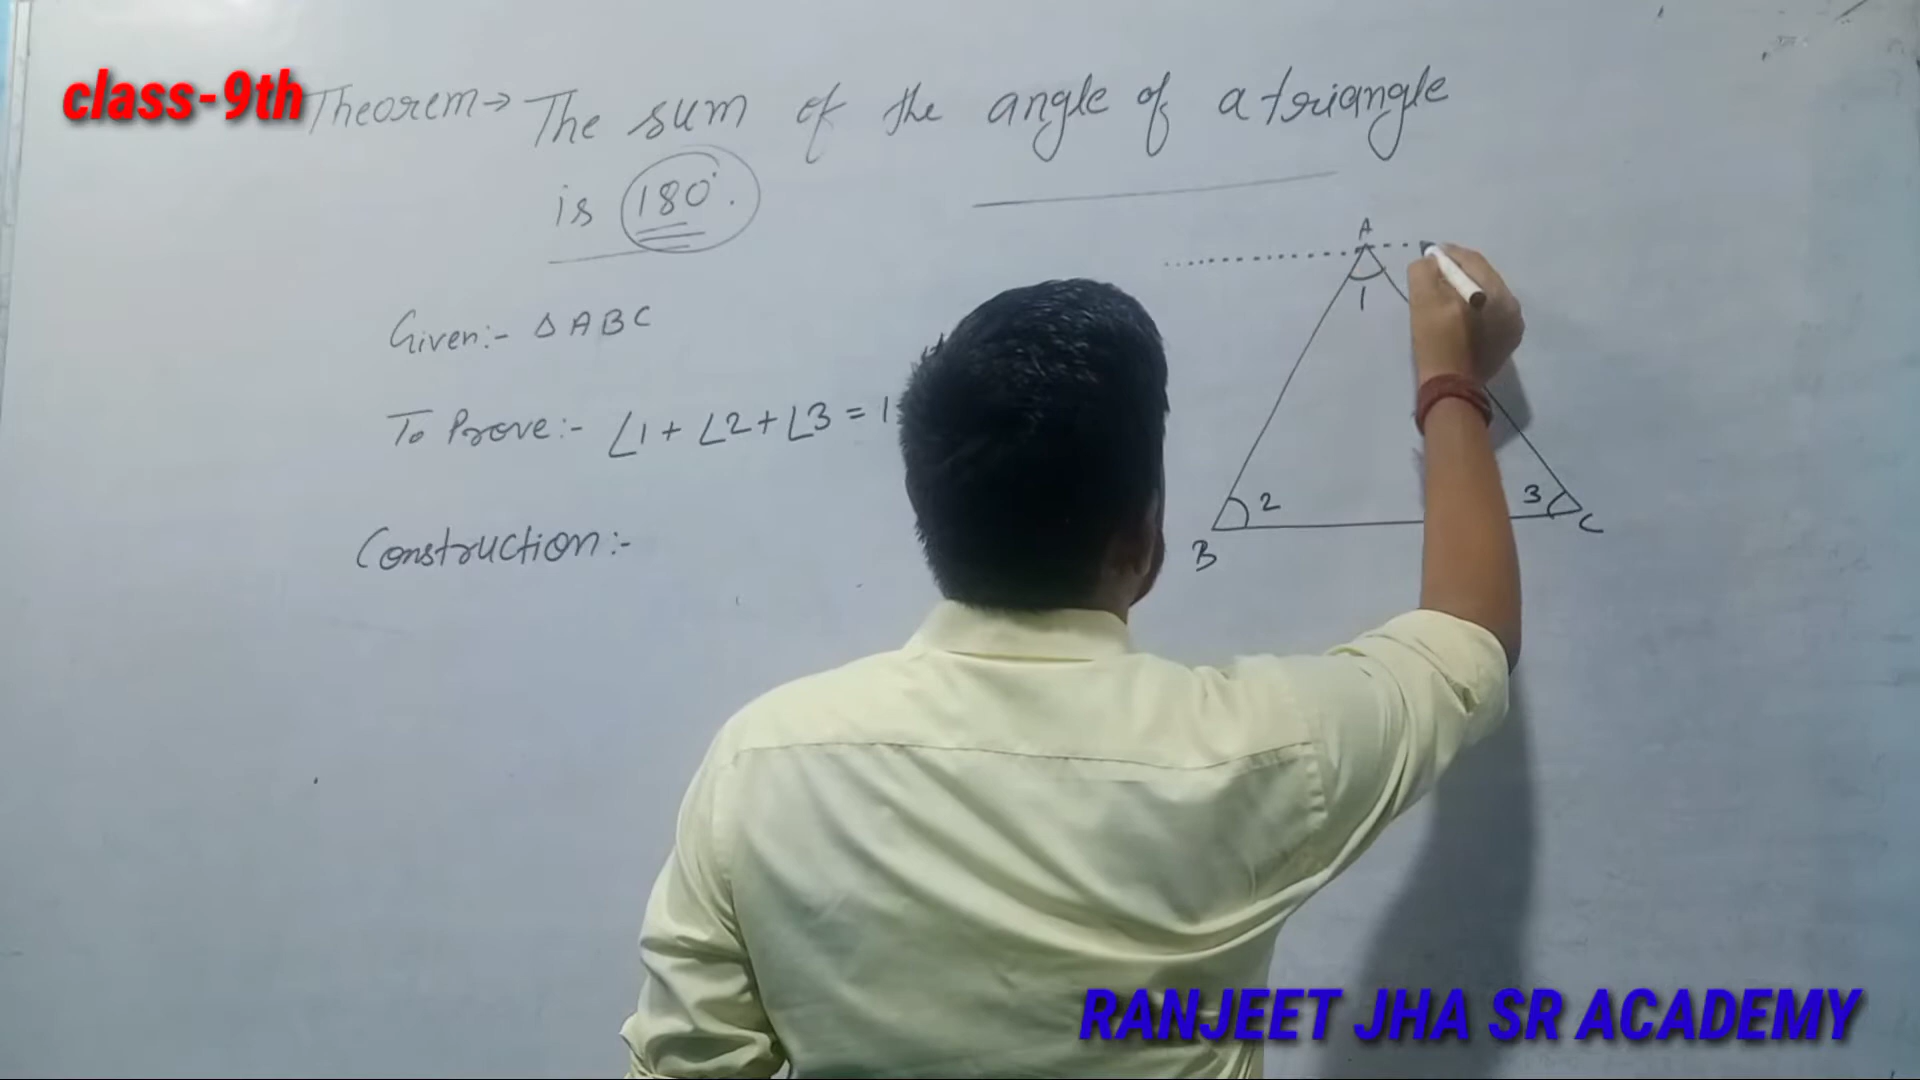 class-9th
Theorem→ The sum of the angle of a triangle
is 180°.
Given:- △ABC
To Prove:- ∠1+ ∠2+∠3 = 1
Construction:-
A
1
2
3
B
C
RANJEET JHA SR ACADEMY